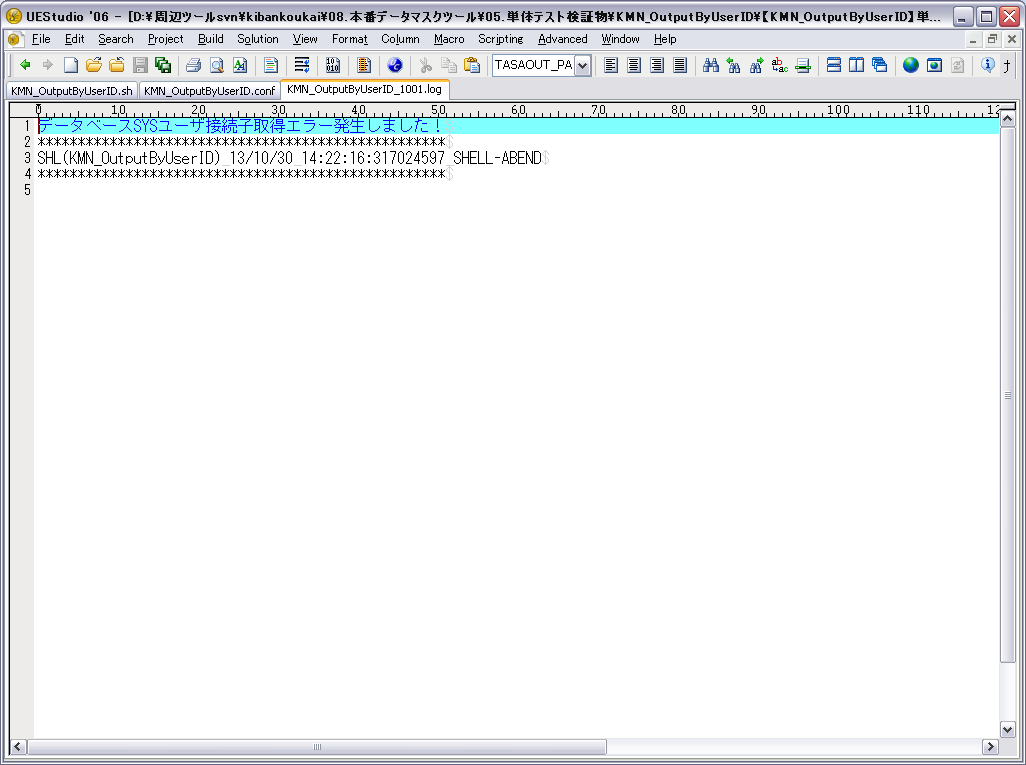 UEStudio '06 - [D:¥周辺ツールsvn¥kibankoukai¥08.本番データマスクツール¥05.単体テスト検証物¥KMN_OutputByUserID¥【KMN_OutputByUserID】単...
File Edit Search Project Build Solution View Format Column Macro Scripting Advanced Window Help
TASAOUT_PA
KMN_OutputByUserID.sh KMN_OutputByUserID.conf KMN_OutputByUserID_1001.log
0 10 20 30 40 50 60 70 80 90 100 110 12
1 データベースSYSユーザ接続子取得エラー発生しました！
2 ***************************************************
3 SHL(KMN_OutputByUserID)_13/10/30_14:22:16:317024597_SHELL-ABEND
4 ***************************************************
5